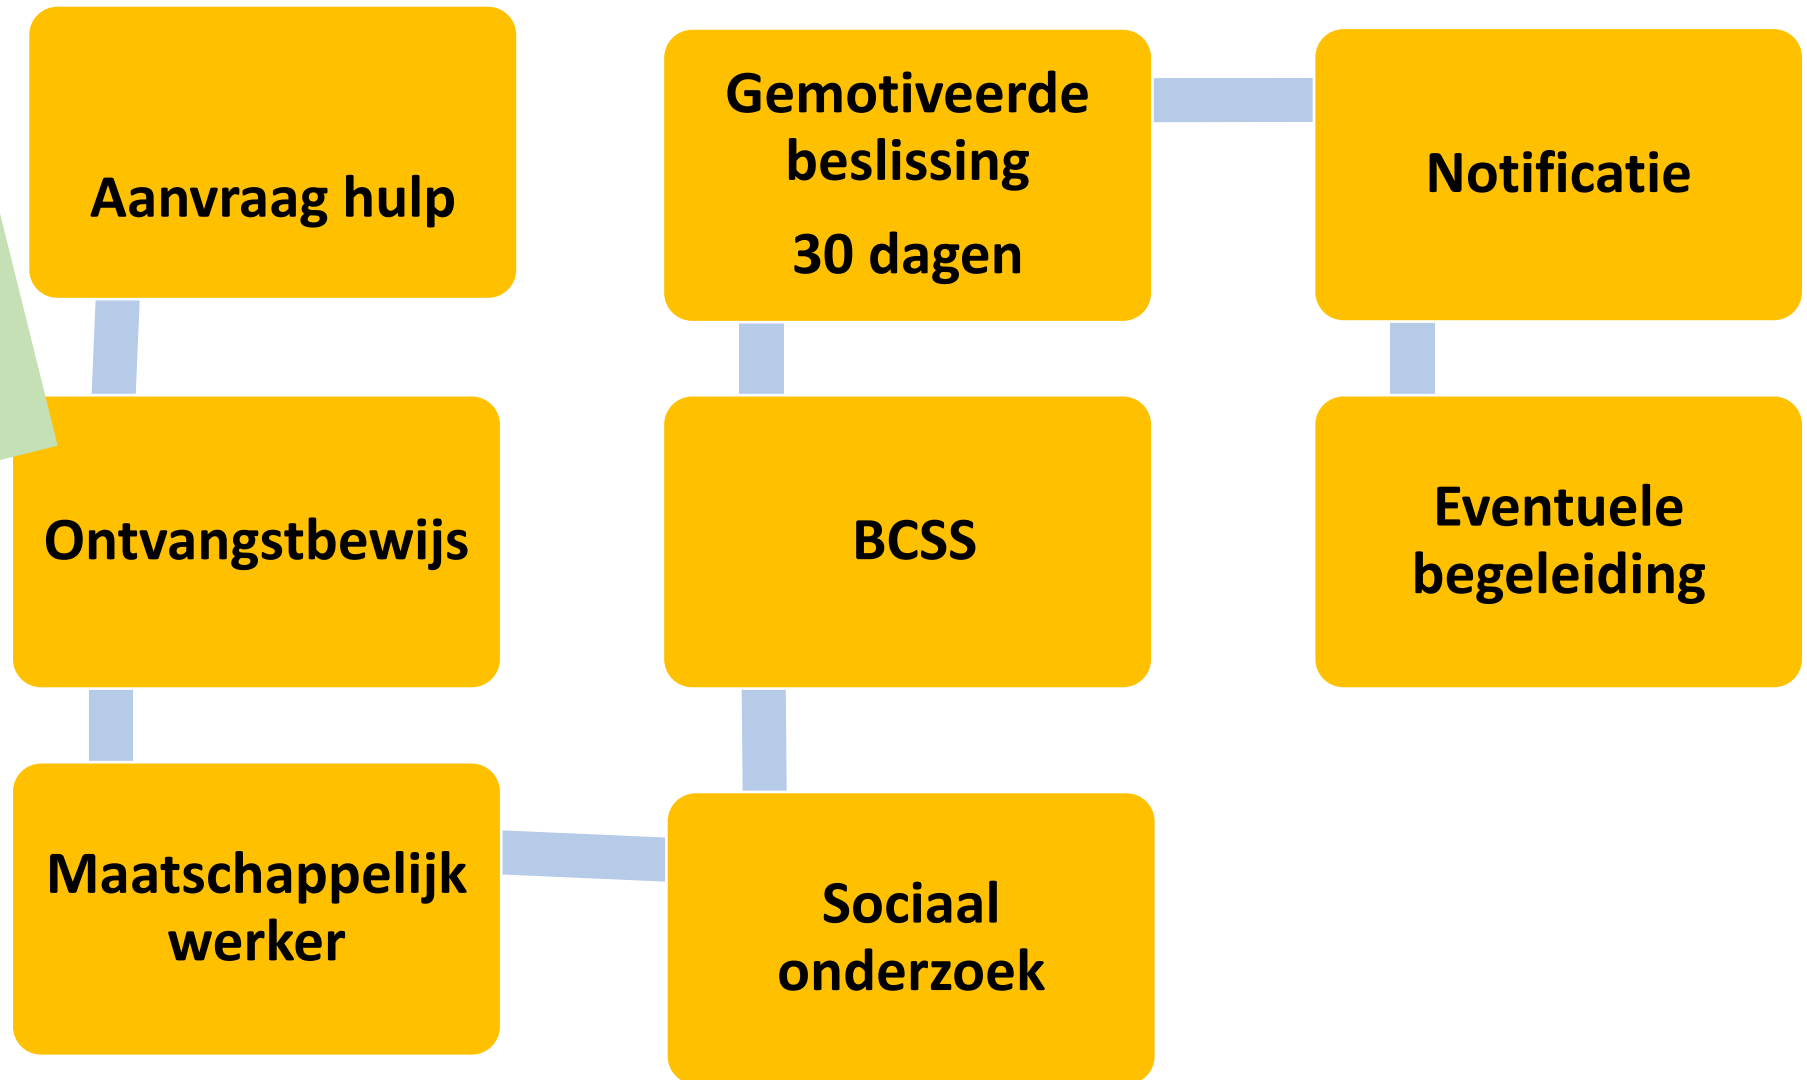 Aanvraag hulp
Ontvangstbewijs
Maatschappelijk
werker
Sociaal
onderzoek
BCSS
Gemotiveerde
beslissing
30 dagen
Notificatie
Eventuele
begeleiding